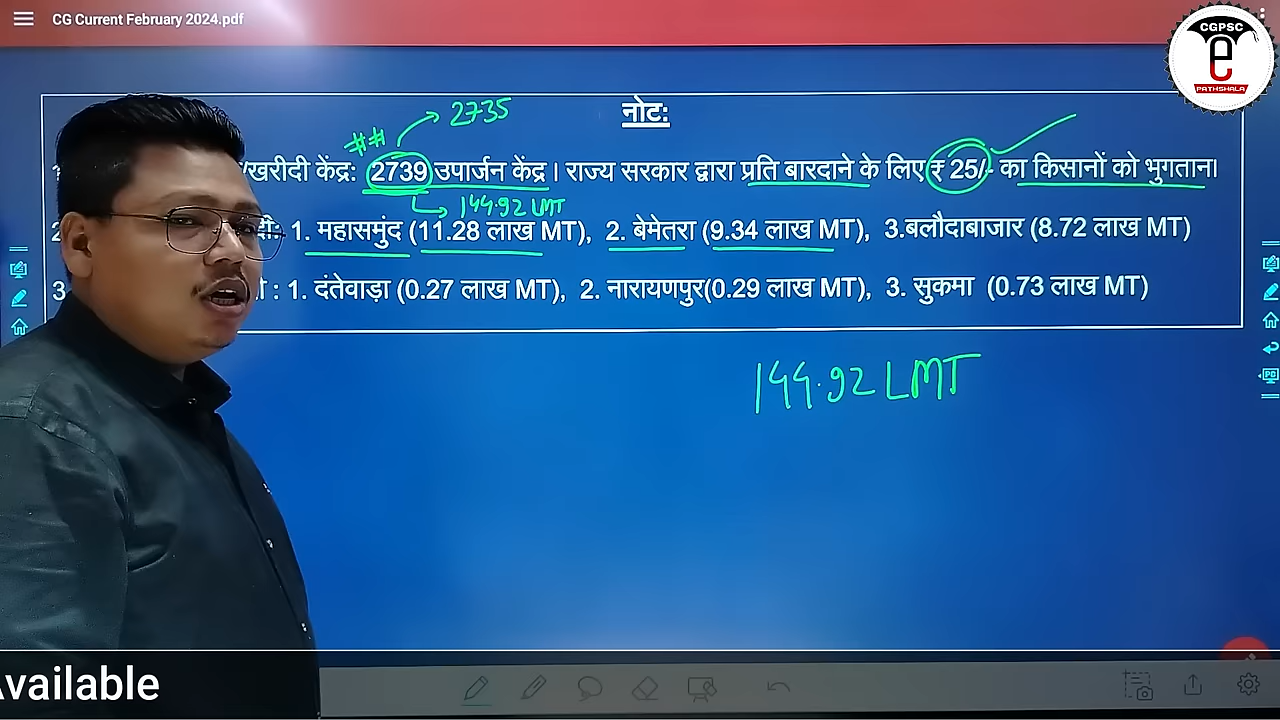 CG Current February 2024.pdf
CGPSC
e
PATHSHALA
नोट:
## 2735
खरीदी केंद्र: 2739 उपार्जन केंद्र। राज्य सरकार द्वारा प्रति बारदाने के लिए ₹ 25/- का किसानों को भुगतान।
144.92 LMT
1. महासमुंद (11.28 लाख MT), 2. बेमेतरा (9.34 लाख MT), 3.बलौदाबाजार (8.72 लाख MT)
: 1. दंतेवाड़ा (0.27 लाख MT), 2. नारायणपुर(0.29 लाख MT), 3. सुकमा (0.73 लाख MT)
144.92 LMT
vailable